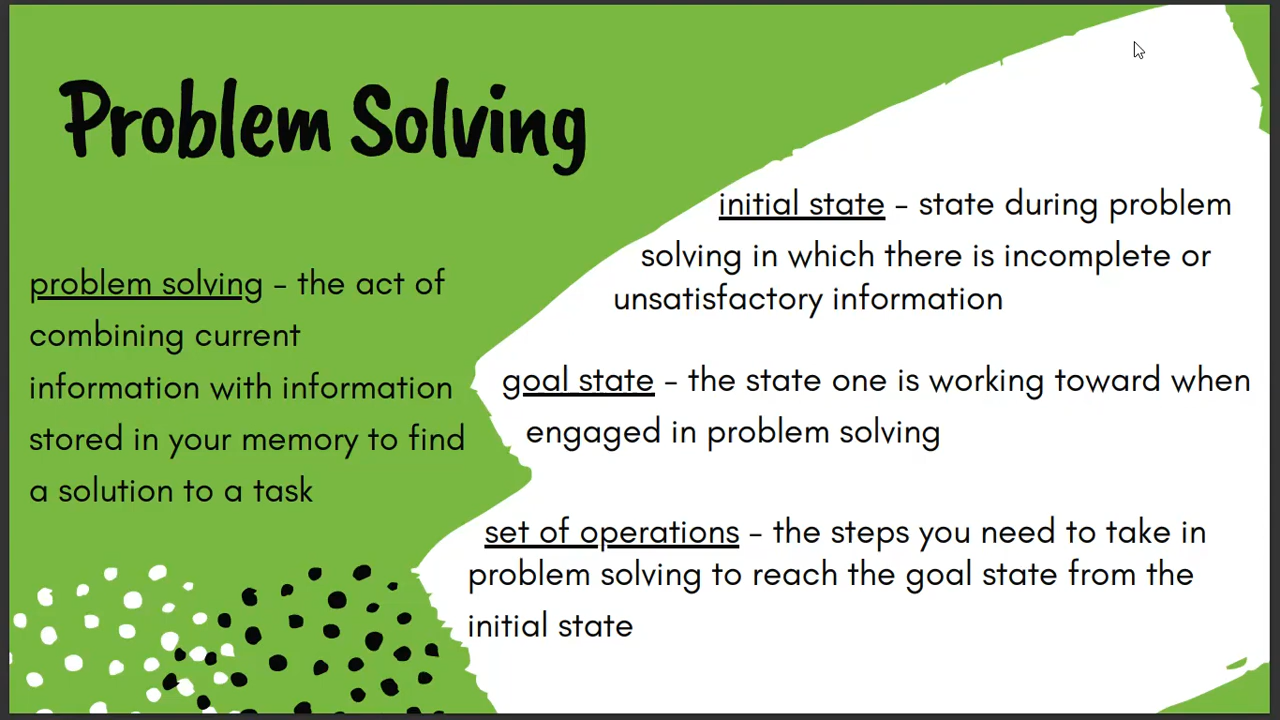 Problem Solving
problem solving - the act of
combining current
information with information
stored in your memory to find
a solution to a task
initial state - state during problem
solving in which there is incomplete or
unsatisfactory information
goal state - the state one is working toward when
engaged in problem solving
set of operations - the steps you need to take in
problem solving to reach the goal state from the
initial state